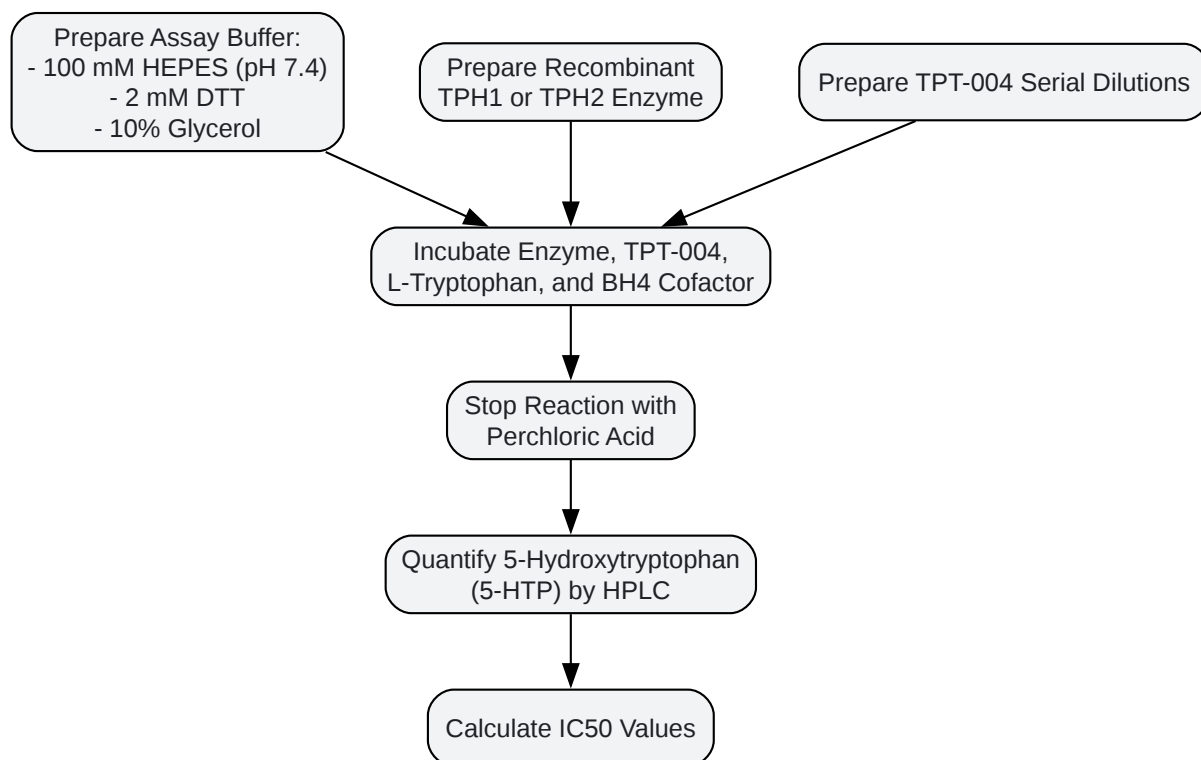 Prepare Assay Buffer:
- 100 mM HEPES (pH 7.4)
- 2 mM DTT
- 10% Glycerol
Prepare Recombinant
TPH1 or TPH2 Enzyme
Prepare TPT-004 Serial Dilutions
Incubate Enzyme, TPT-004,
L-Tryptophan, and BH4 Cofactor
Stop Reaction with
Perchloric Acid
Quantify 5-Hydroxytryptophan
(5-HTP) by HPLC
Calculate IC50 Values